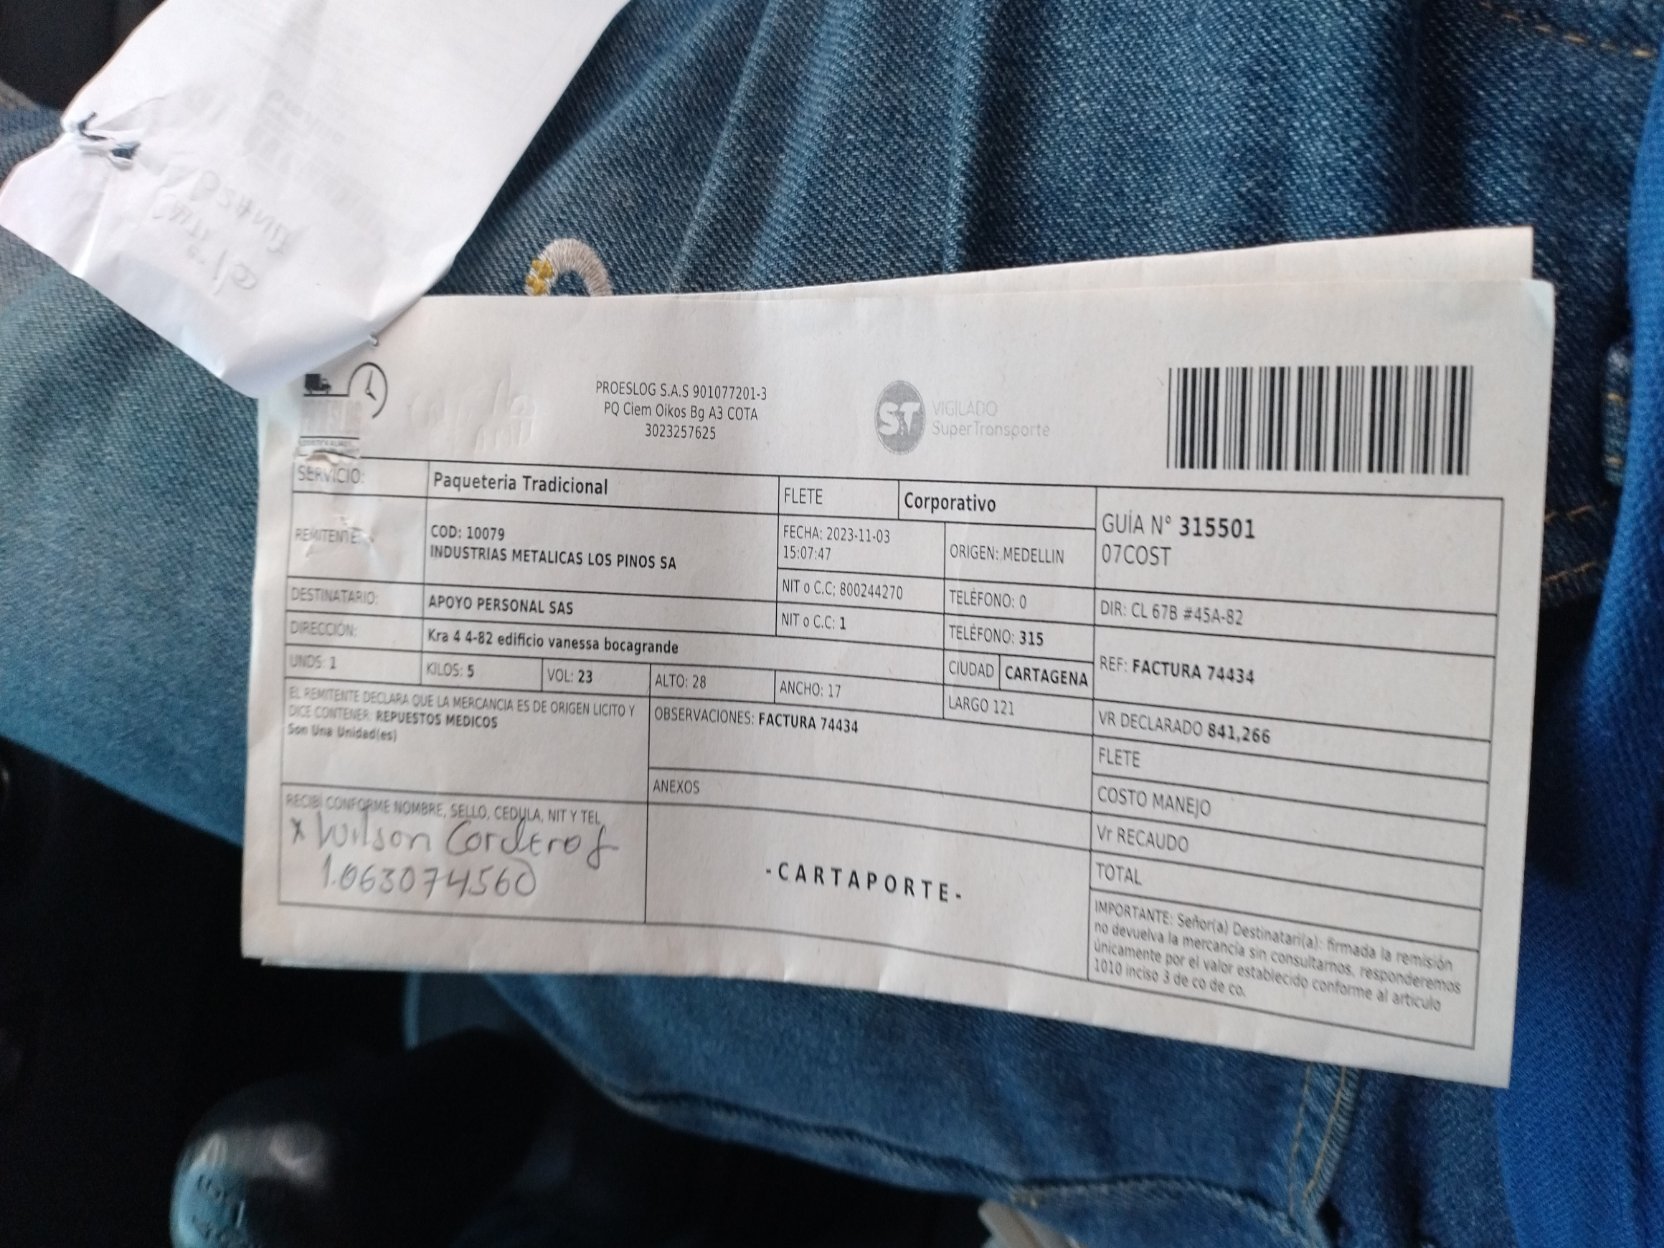 PROESLOG S.A.S 901077201-3
PQ Ciem Oikos Bg A3 COTA
3023257625
ST VIGILADO
SuperTransporte
SERVICIO: Paqueteria Tradicional FLETE Corporativo
GUÍA N° 315501
07COST
REMITENTE: COD: 10079
INDUSTRIAS METALICAS LOS PINOS SA
FECHA: 2023-11-03
15:07:47
ORIGEN: MEDELLIN
NIT o C.C; 800244270 TELÉFONO: 0 DIR: CL 67B #45A-82
DESTINATARIO: APOYO PERSONAL SAS NIT o C.C: 1 TELÉFONO: 315
DIRECCIÓN: Kra 4 4-82 edificio vanessa bocagrande CIUDAD CARTAGENA
REF: FACTURA 74434
UNDS: 1 KILOS: 5 VOL: 23 ALTO: 28 ANCHO: 17 LARGO 121
EL REMITENTE DECLARA QUE LA MERCANCIA ES DE ORIGEN LICITO Y
DICE CONTENER: REPUESTOS MEDICOS
Son Una Unidad(es)
OBSERVACIONES: FACTURA 74434
ANEXOS
VR DECLARADO 841,266
FLETE
COSTO MANEJO
Vr RECAUDO
TOTAL
RECIBI CONFORME NOMBRE, SELLO, CEDULA, NIT Y TEL
x Wilson Cordero
1.063074560
-CARTAPORTE-
IMPORTANTE: Señor(a) Destinatari(a): firmada la remisión
no devuelva la mercancía sin consultarnos, responderemos
únicamente por el valor establecido conforme al artículo
1010 inciso 3 de co de co.